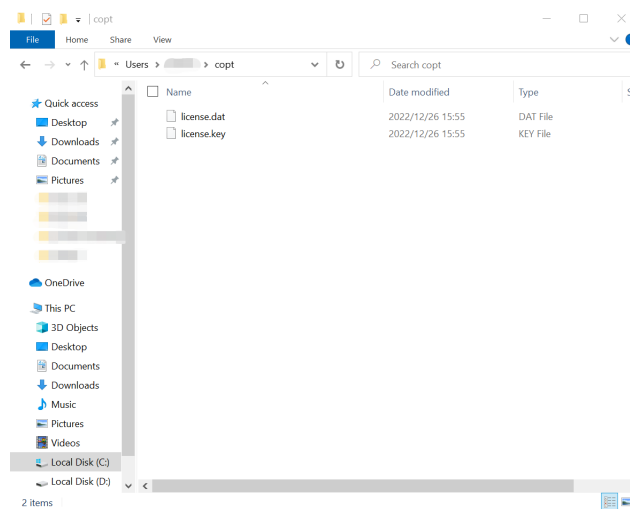 copt
File Home Share View
« Users > > copt
Search copt
Name Date modified Type S
license.dat 2022/12/26 15:55 DAT File
license.key 2022/12/26 15:55 KEY File
Quick access
Desktop
Downloads
Documents
Pictures
OneDrive
This PC
3D Objects
Desktop
Documents
Downloads
Music
Pictures
Videos
Local Disk (C:)
Local Disk (D:)
2 items